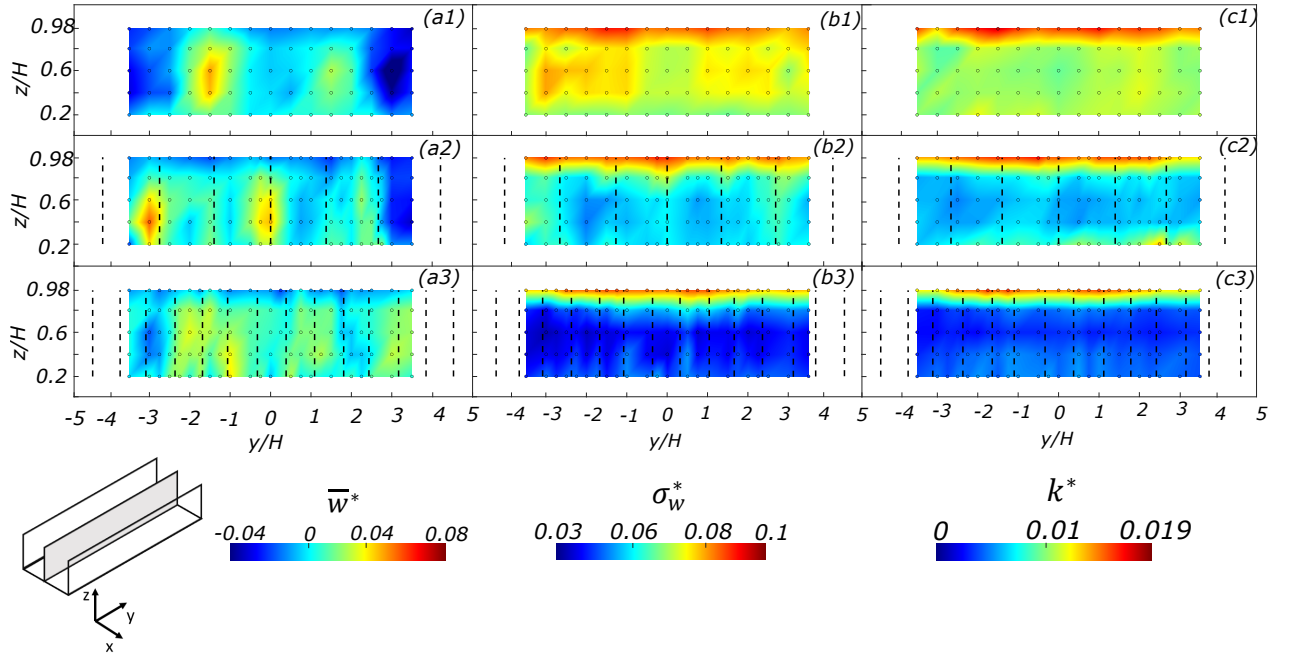 (a1) (b1) (c1)
0.98
z/H 0.6
0.2
(a2) (b2) (c2)
0.98
z/H 0.6
0.2
(a3) (b3) (c3)
0.98
z/H 0.6
0.2
-5 -4 -3 -2 -1 0 1 2 3 4 5 -4 -3 -2 -1 0 1 2 3 4 5 -4 -3 -2 -1 0 1 2 3 4 5
y/H y/H y/H
w̅* σ_w^* k*
-0.04 0 0.04 0.08 0.03 0.06 0.08 0.1 0 0.01 0.019
z
y
x